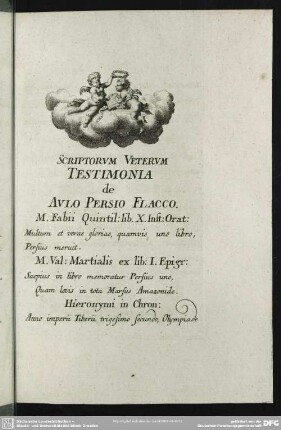 SCRIPTORVM VETERVM
TESTIMONIA
de
AVLO PERSIO FLACCO.
M. Fabii Quintil: lib. X. Inst: Orat:
Multum et verae gloriae, quamvis, uno libro,
Persius meruit.
M. Val: Martialis ex lib: I. Epigr:
Saepius in libro memoratur Persius uno,
Quam levis in tota Marsus Amazonide.
Hieronymi in Chron:
Anno imperii Tiberii trigesimo secundo, Olympiade
DFG